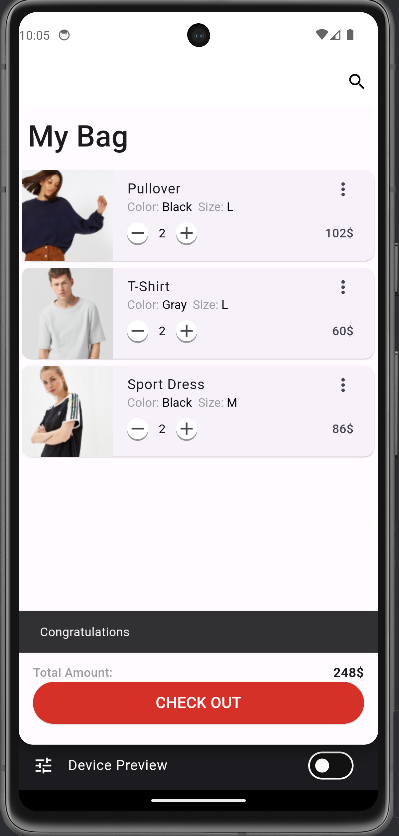 10:05
My Bag
Pullover
Color: Black Size: L
2
102$
T-Shirt
Color: Gray Size: L
2
60$
Sport Dress
Color: Black Size: M
2
86$
Congratulations
Total Amount: 248$
CHECK OUT
Device Preview